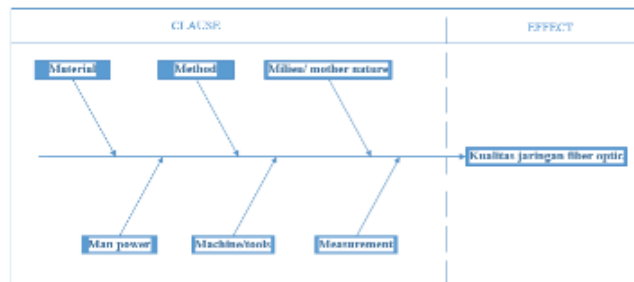 CLAUSE
EFFECT
Material
Method
Milieu/ mother nature
Kualitas jaringan fiber optic
Man power
Machine/tools
Measurement